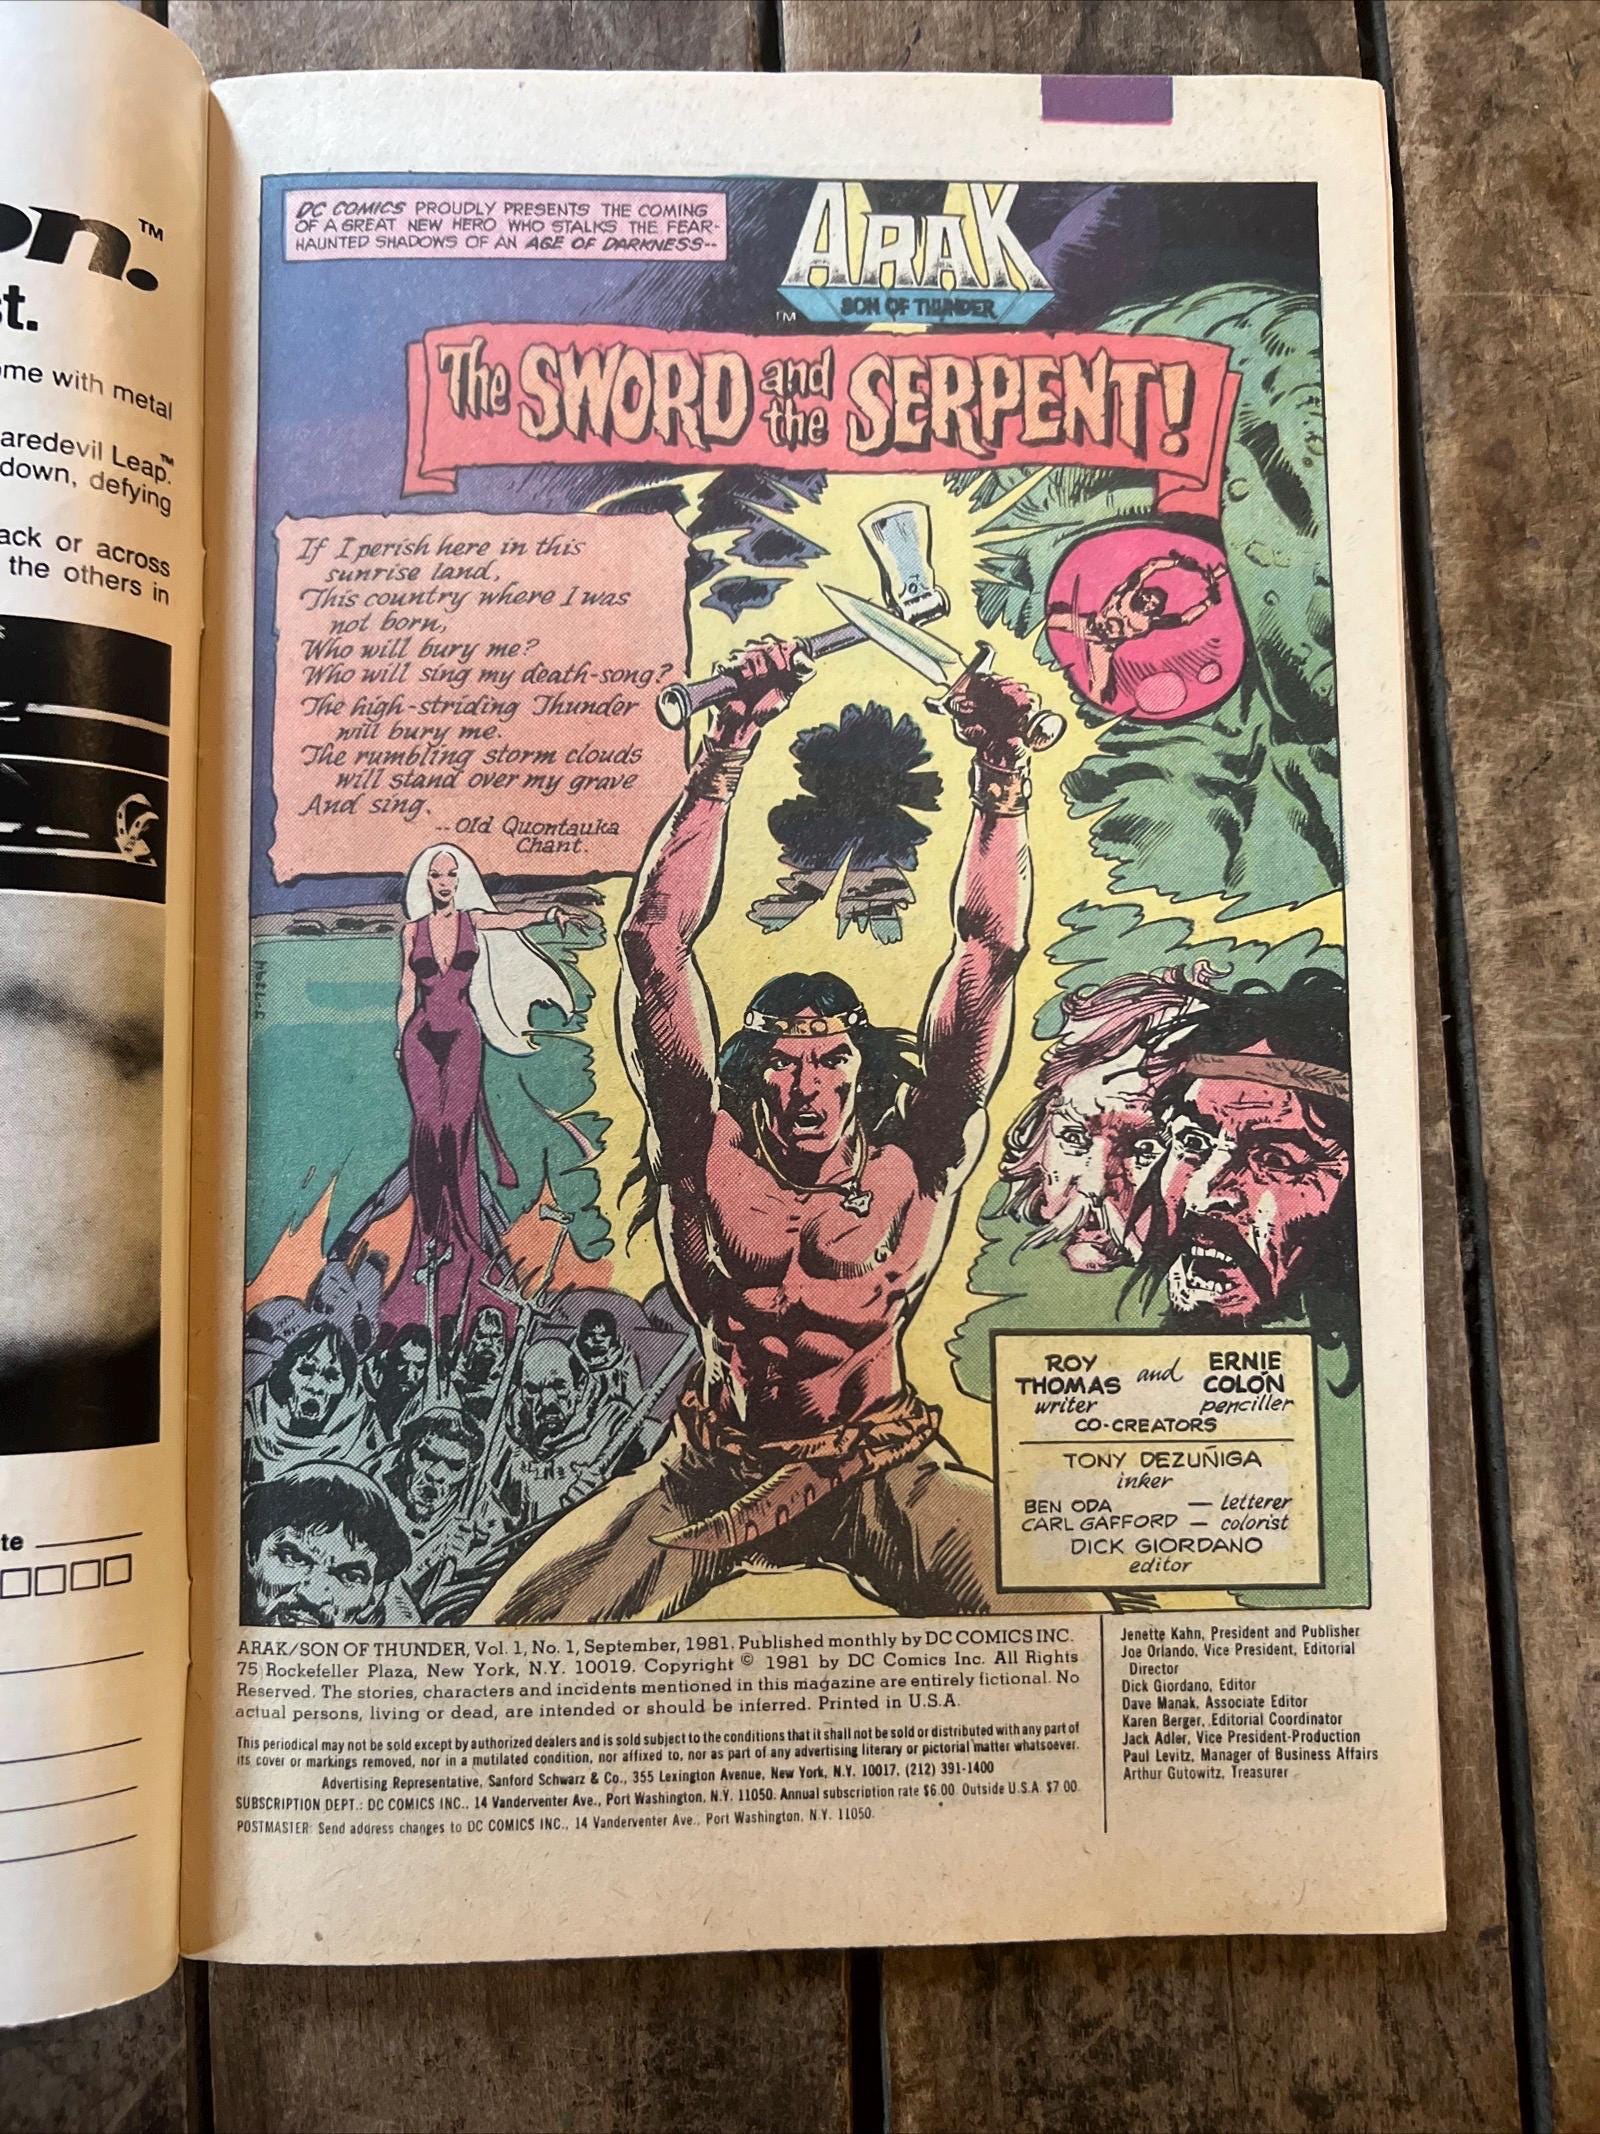 on.™
t.
ome with metal
aredevil Leap.™
down, defying
ack or across
the others in
te
DC COMICS PROUDLY PRESENTS THE COMING
OF A GREAT NEW HERO WHO STALKS THE FEAR-
HAUNTED SHADOWS OF AN AGE OF DARKNESS--
ARAK
SON OF THUNDER
TM
The SWORD and the SERPENT!
If I perish here in this
sunrise land,
This country where I was
not born,
Who will bury me?
Who will sing my death-song?
The high-striding Thunder
will bury me.
The rumbling storm clouds
will stand over my grave
And sing.
--Old Quontauka
Chant.
ROY THOMAS and ERNIE COLÓN
writer penciller
CO-CREATORS
TONY DEZUÑIGA
inker
BEN ODA — letterer
CARL GAFFORD — colorist
DICK GIORDANO
editor
ARAK/SON OF THUNDER, Vol. 1, No. 1, September, 1981. Published monthly by DC COMICS INC.
75 Rockefeller Plaza, New York, N.Y. 10019. Copyright © 1981 by DC Comics Inc. All Rights
Reserved. The stories, characters and incidents mentioned in this magazine are entirely fictional. No
actual persons, living or dead, are intended or should be inferred. Printed in U.S.A.
This periodical may not be sold except by authorized dealers and is sold subject to the conditions that it shall not be sold or distributed with any part of
its cover or markings removed, nor in a mutilated condition, nor affixed to, nor as part of any advertising literary or pictorial matter whatsoever.
Advertising Representative, Sanford Schwarz & Co., 355 Lexington Avenue, New York, N.Y. 10017, (212) 391-1400
SUBSCRIPTION DEPT.: DC COMICS INC., 14 Vanderventer Ave., Port Washington, N.Y. 11050. Annual subscription rate $6.00. Outside U.S.A. $7.00.
POSTMASTER: Send address changes to DC COMICS INC., 14 Vanderventer Ave., Port Washington, N.Y. 11050.
Jenette Kahn, President and Publisher
Joe Orlando, Vice President, Editorial
Director
Dick Giordano, Editor
Dave Manak, Associate Editor
Karen Berger, Editorial Coordinator
Jack Adler, Vice President-Production
Paul Levitz, Manager of Business Affairs
Arthur Gutowitz, Treasurer